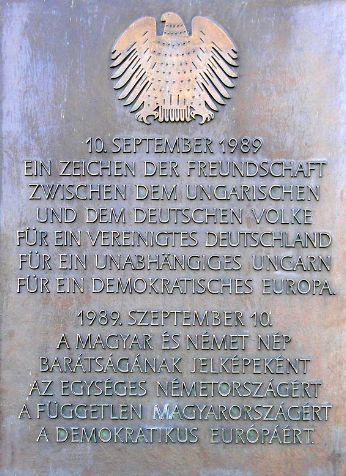 10. SEPTEMBER 1989
EIN ZEICHEN DER FREUNDSCHAFT
ZWISCHEN DEM UNGARISCHEN
UND DEM DEUTSCHEN VOLKE
FÜR EIN VEREINIGTES DEUTSCHLAND
FÜR EIN UNABHÄNGIGES UNGARN
FÜR EIN DEMOKRATISCHES EUROPA.
1989. SZEPTEMBER 10.
A MAGYAR ÉS NÉMET NÉP
BARÁTSÁGÁNAK JELKÉPEKÉNT
AZ EGYSÉGES NÉMETORSZÁGÉRT
A FÜGGETLEN MAGYARORSZÁGÉRT
A DEMOKRATIKUS EURÓPÁÉRT.